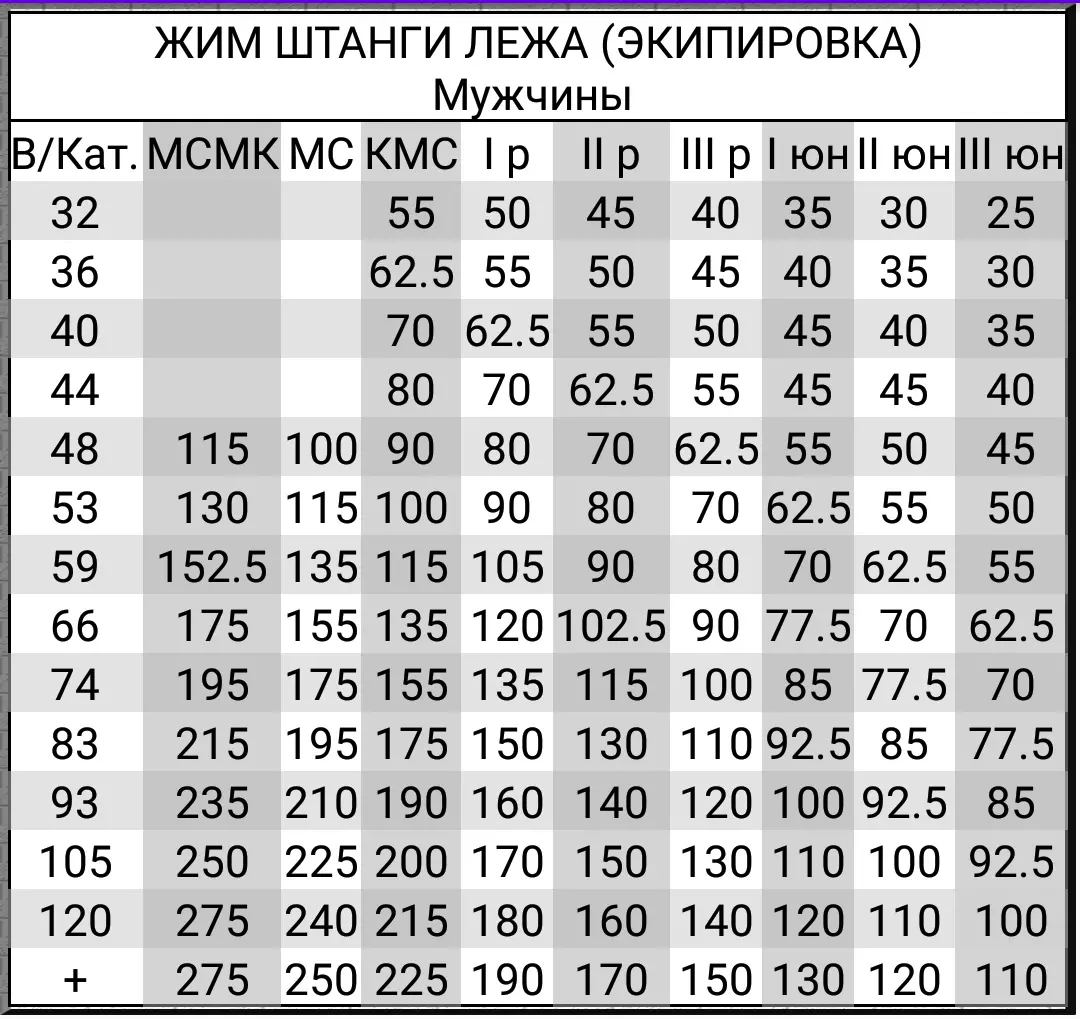 ЖИМ ШТАНГИ ЛЕЖА (ЭКИПИРОВКА)
Мужчины
В/Кат. МСМК МС КМС I р II р III р I юн II юн III юн
32 55 50 45 40 35 30 25
36 62.5 55 50 45 40 35 30
40 70 62.5 55 50 45 40 35
44 80 70 62.5 55 45 45 40
48 115 100 90 80 70 62.5 55 50 45
53 130 115 100 90 80 70 62.5 55 50
59 152.5 135 115 105 90 80 70 62.5 55
66 175 155 135 120 102.5 90 77.5 70 62.5
74 195 175 155 135 115 100 85 77.5 70
83 215 195 175 150 130 110 92.5 85 77.5
93 235 210 190 160 140 120 100 92.5 85
105 250 225 200 170 150 130 110 100 92.5
120 275 240 215 180 160 140 120 110 100
+ 275 250 225 190 170 150 130 120 110